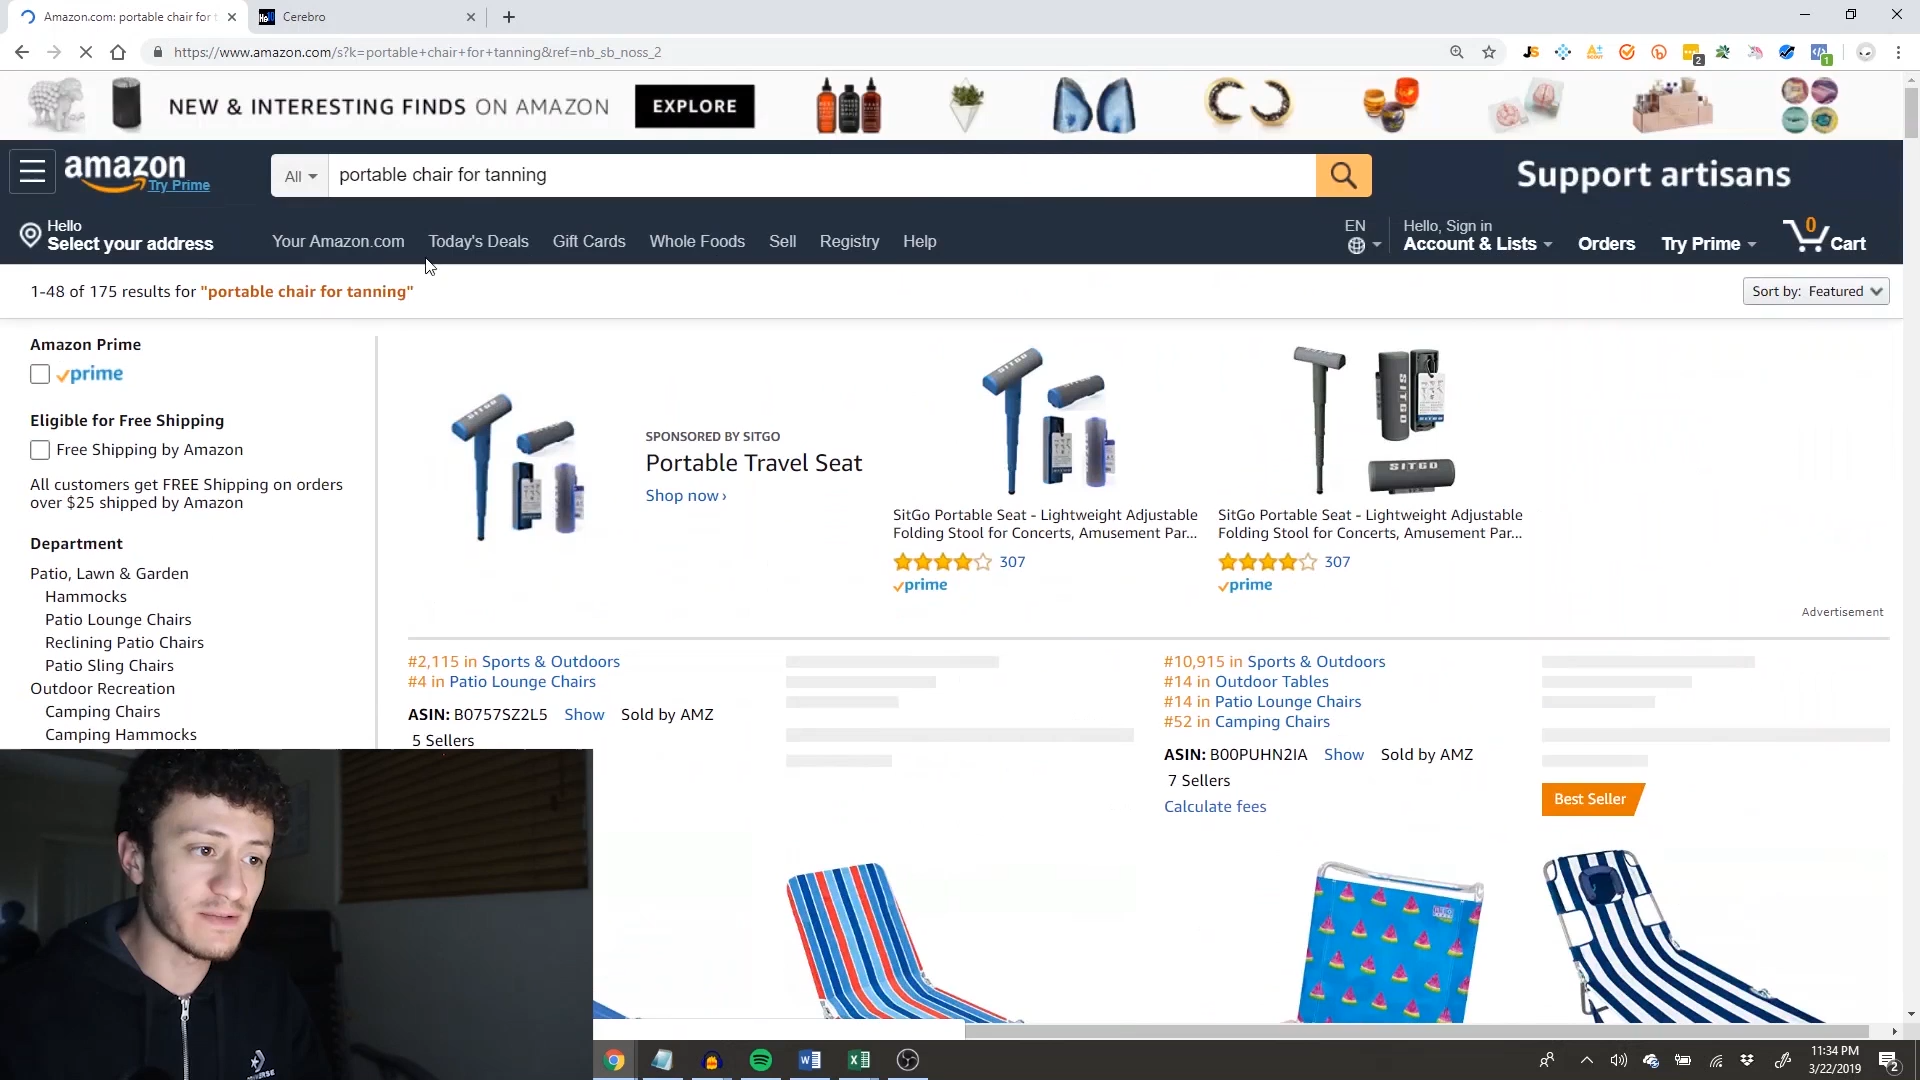 Amazon.com: portable chair for t
Cerebro
https://www.amazon.com/s?k=portable+chair+for+tanning&ref=nb_sb_noss_2
NEW & INTERESTING FINDS ON AMAZON
EXPLORE
amazon
Try Prime
All
portable chair for tanning
Support artisans
Hello
Select your address
Your Amazon.com
Today's Deals
Gift Cards
Whole Foods
Sell
Registry
Help
EN
Hello, Sign in
Account & Lists
Orders
Try Prime
0
Cart
1-48 of 175 results for "portable chair for tanning"
Sort by: Featured
Amazon Prime
prime
Eligible for Free Shipping
Free Shipping by Amazon
All customers get FREE Shipping on orders
over $25 shipped by Amazon
Department
Patio, Lawn & Garden
Hammocks
Patio Lounge Chairs
Reclining Patio Chairs
Patio Sling Chairs
Outdoor Recreation
Camping Chairs
Camping Hammocks
SPONSORED BY SITGO
Portable Travel Seat
Shop now ›
SitGo Portable Seat - Lightweight Adjustable
Folding Stool for Concerts, Amusement Par...
307
prime
SitGo Portable Seat - Lightweight Adjustable
Folding Stool for Concerts, Amusement Par...
307
prime
Advertisement
#2,115 in Sports & Outdoors
#4 in Patio Lounge Chairs
ASIN: B0757SZ2L5 Show Sold by AMZ
5 Sellers
#10,915 in Sports & Outdoors
#14 in Outdoor Tables
#14 in Patio Lounge Chairs
#52 in Camping Chairs
ASIN: B00PUHN2IA Show Sold by AMZ
7 Sellers
Calculate fees
Best Seller
SITGO
CONVERSE
11:34 PM
3/22/2019